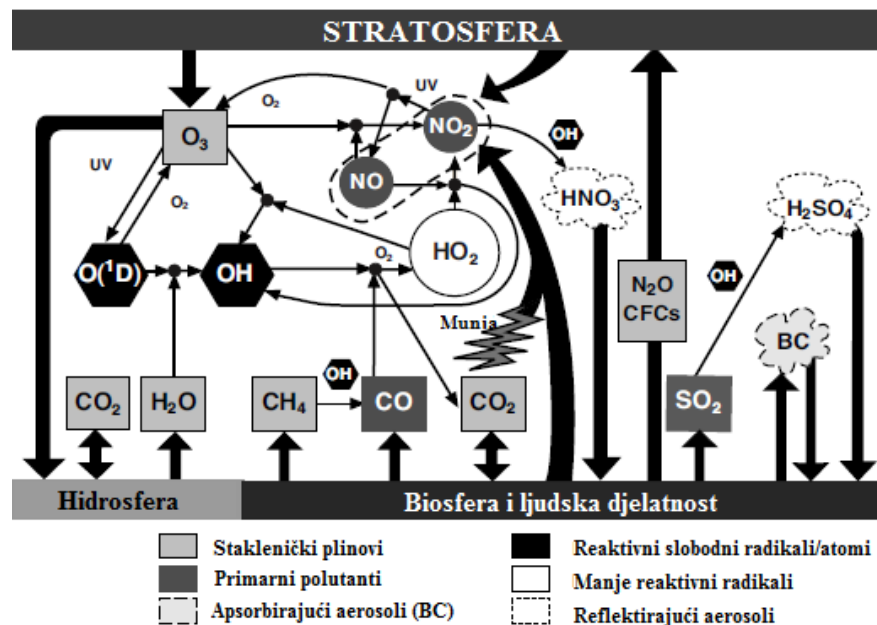 STRATOSFERA
O₂
UV
O₃
NO₂
OH
UV
NO
HNO₃
H₂SO₄
O₂
O(¹D)
OH
O₂
HO₂
N₂O
CFCs
OH
Munja
BC
OH
CO₂
H₂O
CH₄
CO
CO₂
SO₂
Hidrosfera
Biosfera i ljudska djelatnost
Staklenički plinovi
Reaktivni slobodni radikali/atomi
Primarni polutanti
Manje reaktivni radikali
Apsorbirajući aerosoli (BC)
Reflektirajući aerosoli